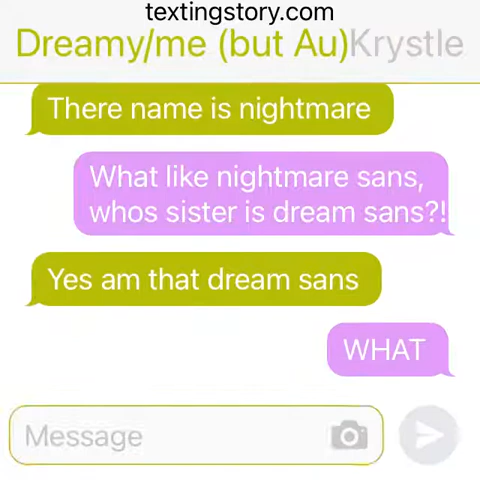 textingstory.com
Dreamy/me (but Au)Krystle
There name is nightmare
What like nightmare sans,
whos sister is dream sans?!
Yes am that dream sans
WHAT
Message